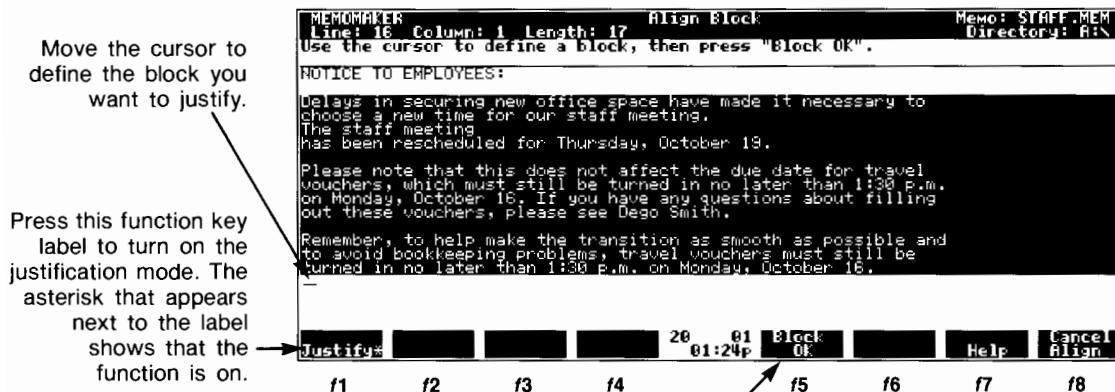 Move the cursor to
define the block you
want to justify.
Press this function key
label to turn on the
justification mode. The
asterisk that appears
next to the label
shows that the
function is on.
MEMOMAKER Align Block Memo: STAFF.MEM
Line: 16 Column: 1 Length: 17 Directory: A:\
Use the cursor to define a block, then press "Block OK".
NOTICE TO EMPLOYEES:
Delays in securing new office space have made it necessary to
choose a new time for our staff meeting.
The staff meeting
has been rescheduled for Thursday, October 19.
Please note that this does not affect the due date for travel
vouchers, which must still be turned in no later than 1:30 p.m.
on Monday, October 16. If you have any questions about filling
out these vouchers, please see Dego Smith.
Remember, to help make the transition as smooth as possible and
to avoid bookkeeping problems, travel vouchers must still be
turned in no later than 1:30 p.m. on Monday, October 16.
20 01 Block Cancel
Justify* 01:24p OK Help Align
f1 f2 f3 f4 f5 f6 f7 f8